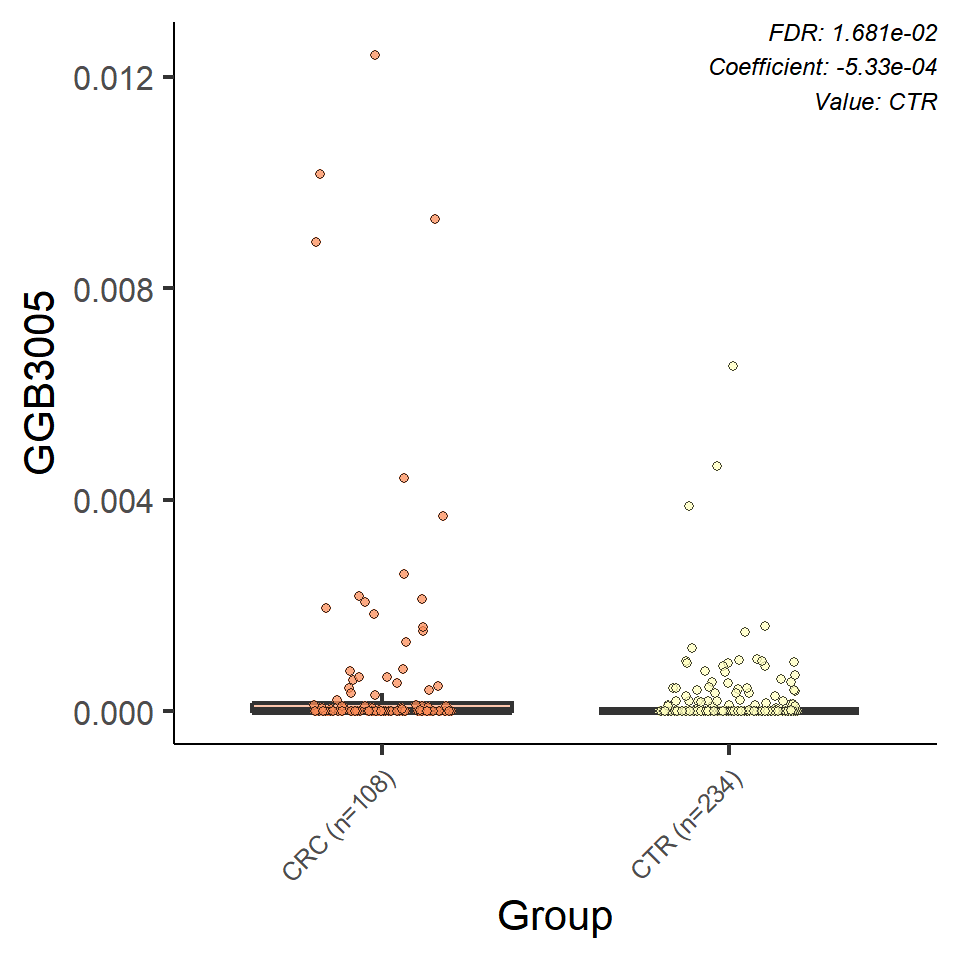 FDR: 1.681e-02
Coefficient: -5.33e-04
Value: CTR
0.012
0.008
0.004
0.000
GGB3005
CRC (n=108)
CTR (n=234)
Group